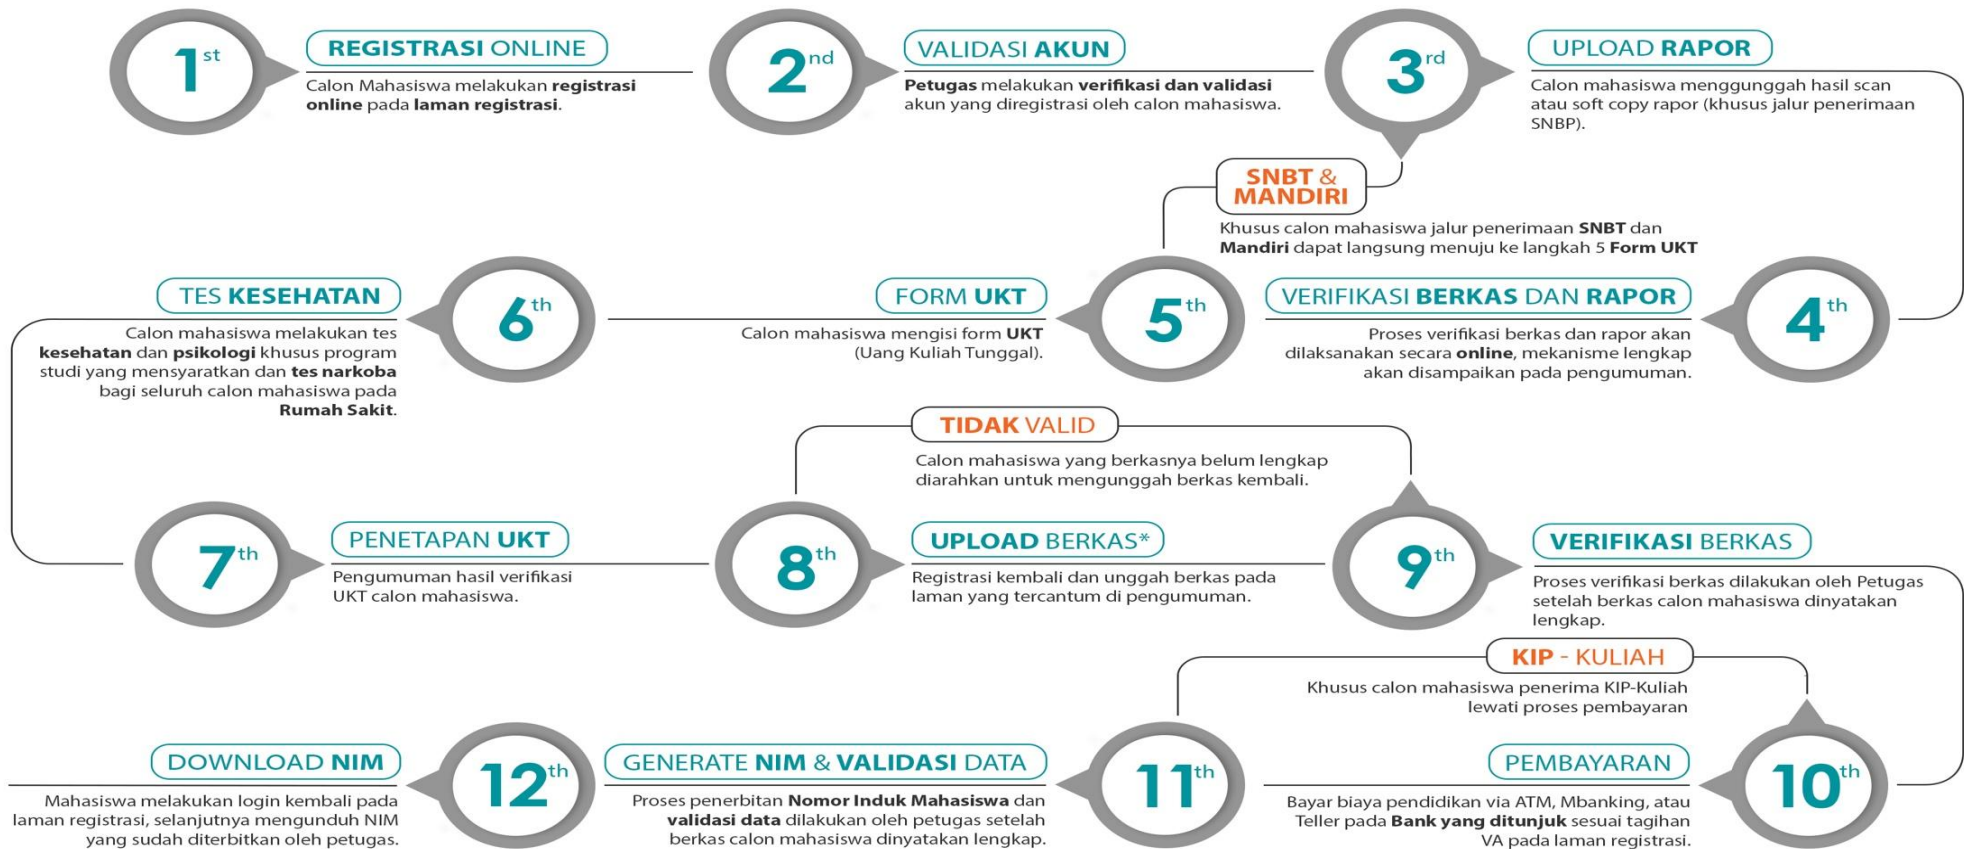 1st
REGISTRASI ONLINE
Calon Mahasiswa melakukan registrasi
online pada laman registrasi.
2nd
VALIDASI AKUN
Petugas melakukan verifikasi dan validasi
akun yang diregistrasi oleh calon mahasiswa.
3rd
UPLOAD RAPOR
Calon mahasiswa menggunggah hasil scan
atau soft copy rapor (khusus jalur penerimaan
SNBP).
SNBT &
MANDIRI
Khusus calon mahasiswa jalur penerimaan SNBT dan
Mandiri dapat langsung menuju ke langkah 5 Form UKT
4th
VERIFIKASI BERKAS DAN RAPOR
Proses verifikasi berkas dan rapor akan
dilaksanakan secara online, mekanisme lengkap
akan disampaikan pada pengumuman.
5th
FORM UKT
Calon mahasiswa mengisi form UKT
(Uang Kuliah Tunggal).
6th
TES KESEHATAN
Calon mahasiswa melakukan tes
kesehatan dan psikologi khusus program
studi yang mensyaratkan dan tes narkoba
bagi seluruh calon mahasiswa pada
Rumah Sakit.
7th
PENETAPAN UKT
Pengumuman hasil verifikasi
UKT calon mahasiswa.
8th
UPLOAD BERKAS*
Registrasi kembali dan unggah berkas pada
laman yang tercantum di pengumuman.
TIDAK VALID
Calon mahasiswa yang berkasnya belum lengkap
diarahkan untuk mengunggah berkas kembali.
9th
VERIFIKASI BERKAS
Proses verifikasi berkas dilakukan oleh Petugas
setelah berkas calon mahasiswa dinyatakan
lengkap.
KIP - KULIAH
Khusus calon mahasiswa penerima KIP-Kuliah
lewati proses pembayaran
10th
PEMBAYARAN
Bayar biaya pendidikan via ATM, Mbanking, atau
Teller pada Bank yang ditunjuk sesuai tagihan
VA pada laman registrasi.
11th
GENERATE NIM & VALIDASI DATA
Proses penerbitan Nomor Induk Mahasiswa dan
validasi data dilakukan oleh petugas setelah
berkas calon mahasiswa dinyatakan lengkap.
12th
DOWNLOAD NIM
Mahasiswa melakukan login kembali pada
laman registrasi, selanjutnya mengunduh NIM
yang sudah diterbitkan oleh petugas.